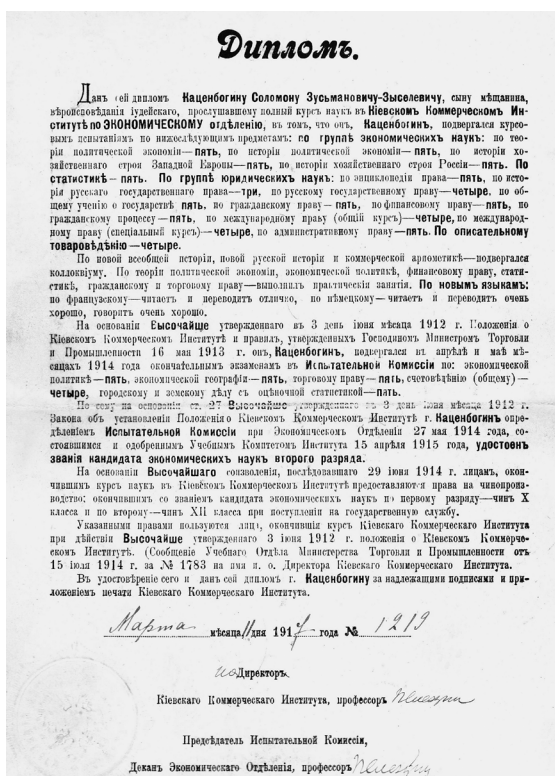 Дипломъ.
Данъ сей дипломъ Каценбогину Соломону Зусьмановичу-Зыселевичу, сыну мѣщанина,
вѣроисповѣданія іудейскаго, прослушавшему полный курсъ наукъ въ Кіевскомъ Коммерческомъ Ин-
ститутѣ по ЭКОНОМИЧЕСКОМУ отдѣленію, въ томъ, что онъ, Каценбогинъ, подвергался курсо-
вымъ испытаніямъ по нижеслѣдующимъ предметамъ: по группѣ экономическихъ наукъ: по тео-
ріи политической экономіи—пять, по исторіи политической экономіи—пять, по исторіи хо-
зяйственнаго строя Западной Европы—пять, по исторіи хозяйственнаго строя Россіи—пять. По
статистикѣ—пять. По группѣ юридическихъ наукъ: по энциклопедіи права—пять, по исто-
ріи русскаго государственнаго права—три, по русскому государственному праву—четыре, по об-
щему ученію о государствѣ пять, по гражданскому праву—пять, по финансовому праву—пять, по
гражданскому процессу—пять, по международному праву (общій курсъ)—четыре, по международ-
ному праву (спеціальный курсъ)—четыре, по административному праву—пять. По описательному
товаровѣдѣнію—четыре.
По новой всеобщей исторіи, новой русской исторіи и коммерческой ариѳметикѣ—подвергался
коллоквіуму. По теоріи политической экономіи, экономической политикѣ, финансовому праву, стати-
стикѣ, гражданскому и торговому праву—выполнилъ практическія занятія. По новымъ языкамъ:
по французскому—читаетъ и переводитъ отлично, по нѣмецкому—читаетъ и переводитъ очень
хорошо, говоритъ очень хорошо.
На основаніи Высочайше утвержденнаго въ 3 день іюня мѣсяца 1912 г. Положенія о
Кіевскомъ Коммерческомъ Институтѣ и правилъ, утвержденныхъ Господиномъ Министромъ Торговли
и Промышленности 16 мая 1913 г. онъ, Каценбогинъ, подвергался въ апрѣлѣ и маѣ мѣ-
сяцахъ 1914 года окончательнымъ экзаменамъ въ Испытательной Комиссіи по: экономической
политикѣ—пять, экономической географіи—пять, торговому праву—пять, счетовѣдѣнію (общему)—
четыре, городскому и земскому дѣлу съ оцѣночной статистикой—пять.
По сему на основаніи ст. 27 Высочайше утвержденнаго въ 3 день іюня мѣсяца 1912 г.
Закона объ установленіи Положенія о Кіевскомъ Коммерческомъ Институтѣ г. Каценбогинъ опре-
дѣленіемъ Испытательной Комиссіи при Экономическомъ Отдѣленіи 27 мая 1914 года, со-
стоявшимся и одобреннымъ Учебнымъ Комитетомъ Института 15 апрѣля 1915 года, удостоенъ
званія кандидата экономическихъ наукъ второго разряда.
На основаніи Высочайшаго соизволенія, послѣдовавшаго 29 іюня 1914 г. лицамъ, окон-
чившимъ курсъ наукъ въ Кіевскомъ Коммерческомъ Институтѣ предоставляются права на чинопроиз-
водство: окончившимъ со званіемъ кандидата экономическихъ наукъ по первому разряду—чинъ X
класса и по второму—чинъ XII класса при поступленіи на государственную службу.
Указанными правами пользуются лица, окончившія курсъ Кіевскаго Коммерческаго Института
при дѣйствіи Высочайше утвержденнаго 3 іюня 1912 г. положенія о Кіевскомъ Коммерче-
скомъ Институтѣ. (Сообщеніе Учебнаго Отдѣла Министерства Торговли и Промышленности отъ
15 іюля 1914 г. за № 1783 на имя и. о. Директора Кіевскаго Коммерческаго Института.
Въ удостовѣреніе сего и данъ сей дипломъ г. Каценбогину за надлежащими подписями и при-
ложеніемъ печати Кіевскаго Коммерческаго Института.
Марта мѣсяца 11 дня 1917 года № 1219
ио Директоръ
Кіевскаго Коммерческаго Института, профессоръ
Предсѣдатель Испытательной Комиссіи,
Деканъ Экономическаго Отдѣленія, профессоръ